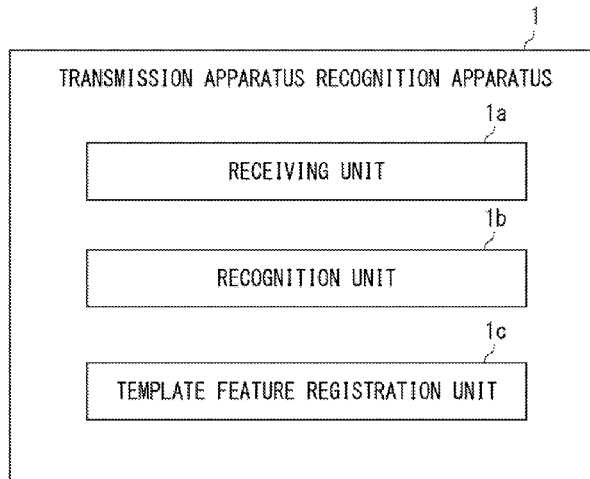 1
TRANSMISSION APPARATUS RECOGNITION APPARATUS
1a
RECEIVING UNIT
1b
RECOGNITION UNIT
1c
TEMPLATE FEATURE REGISTRATION UNIT